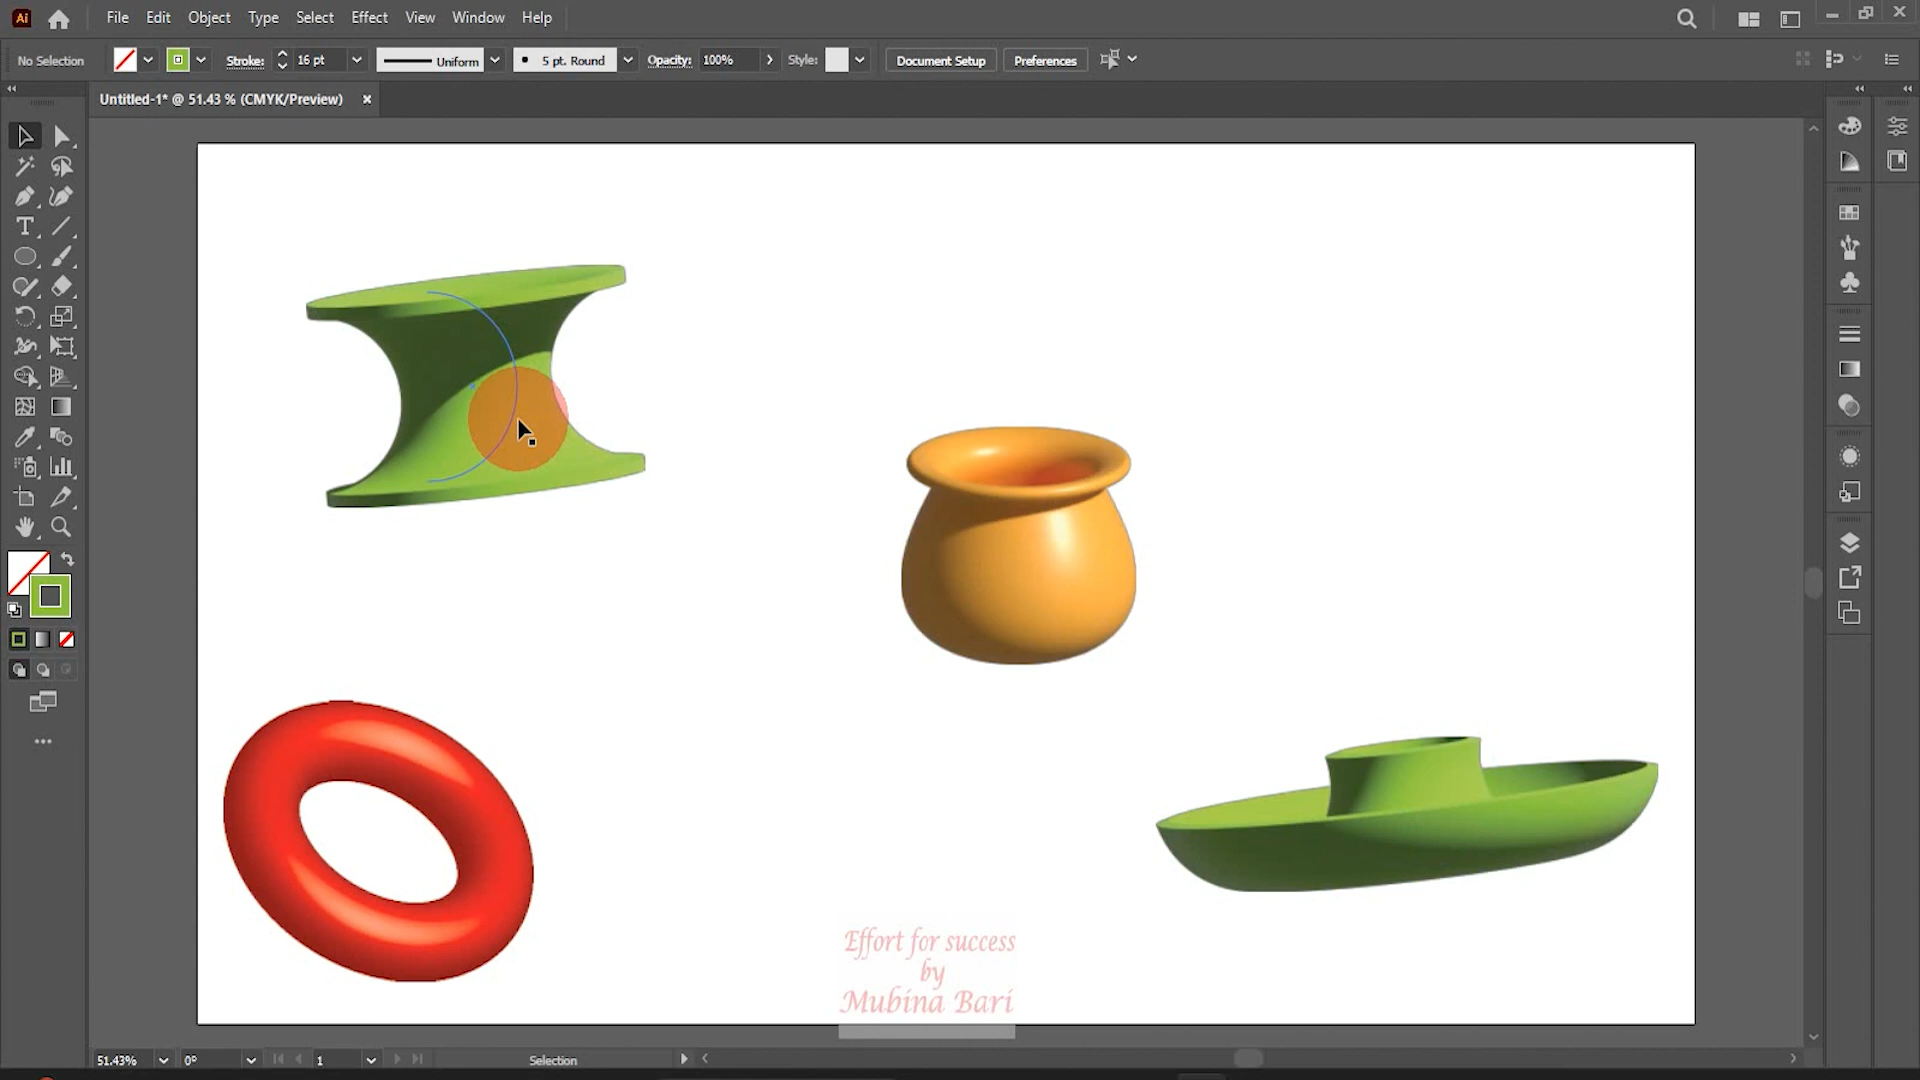 Ai File Edit Object Type Select Effect View Window Help
No Selection Stroke: 16 pt Uniform 5 pt. Round Opacity: 100% Style: Document Setup Preferences
Untitled-1* @ 51.43 % (CMYK/Preview)
Effort for success
by
Mubina Bari
51.43% 0° 1 Selection